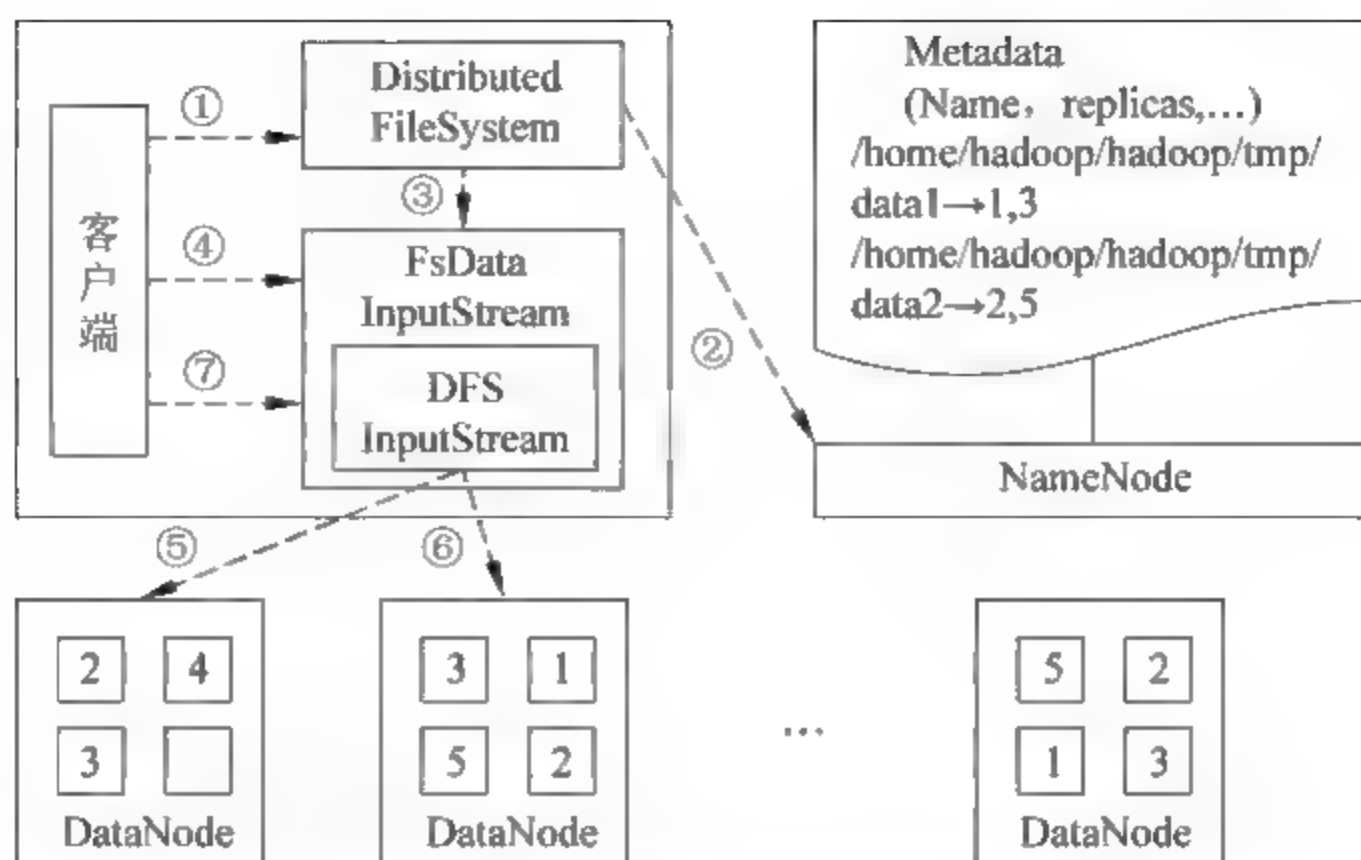 Distributed
FileSystem
①
③
客户端
④
FsData
InputStream
⑦
DFS
InputStream
②
Metadata
(Name，replicas,…)
/home/hadoop/hadoop/tmp/
data1→1,3
/home/hadoop/hadoop/tmp/
data2→2,5
NameNode
⑤
⑥
2 4
3
DataNode
3 1
5 2
DataNode
…
5 2
1 3
DataNode